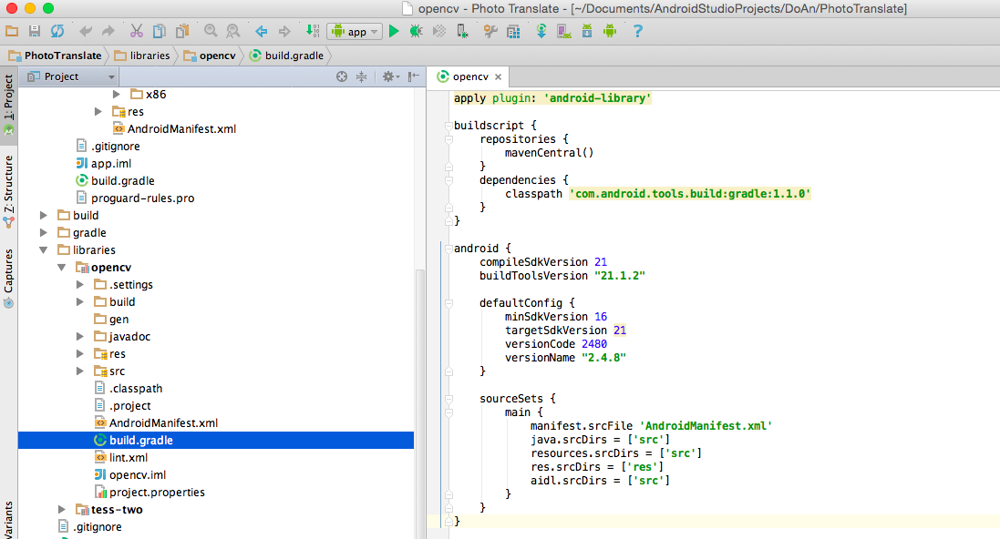 opencv - Photo Translate - [~/Documents/AndroidStudioProjects/DoAn/PhotoTranslate]
app
PhotoTranslate
libraries
opencv
build.gradle
1: Project
Z: Structure
Captures
Variants
Project
x86
res
AndroidManifest.xml
.gitignore
app.iml
build.gradle
proguard-rules.pro
build
gradle
libraries
opencv
.settings
build
gen
javadoc
res
src
.classpath
.project
AndroidManifest.xml
build.gradle
lint.xml
opencv.iml
project.properties
tess-two
.gitignore
opencv
apply plugin: 'android-library'
buildscript {
repositories {
mavenCentral()
}
dependencies {
classpath 'com.android.tools.build:gradle:1.1.0'
}
}
android {
compileSdkVersion 21
buildToolsVersion "21.1.2"
defaultConfig {
minSdkVersion 16
targetSdkVersion 21
versionCode 2480
versionName "2.4.8"
}
sourceSets {
main {
manifest.srcFile 'AndroidManifest.xml'
java.srcDirs = ['src']
resources.srcDirs = ['src']
res.srcDirs = ['res']
aidl.srcDirs = ['src']
}
}
}